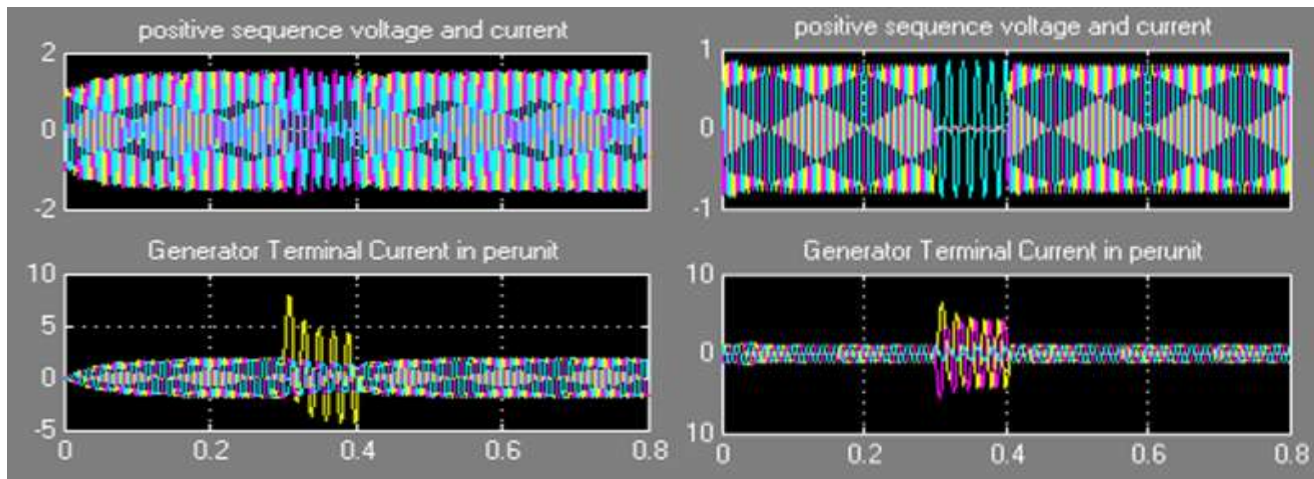 positive sequence voltage and current
2
0
-2
Generator Terminal Current in perunit
10
5
0
-5
0 0.2 0.4 0.6 0.8
positive sequence voltage and current
1
0
-1
Generator Terminal Current in perunit
10
0
10
0 0.2 0.4 0.6 0.8